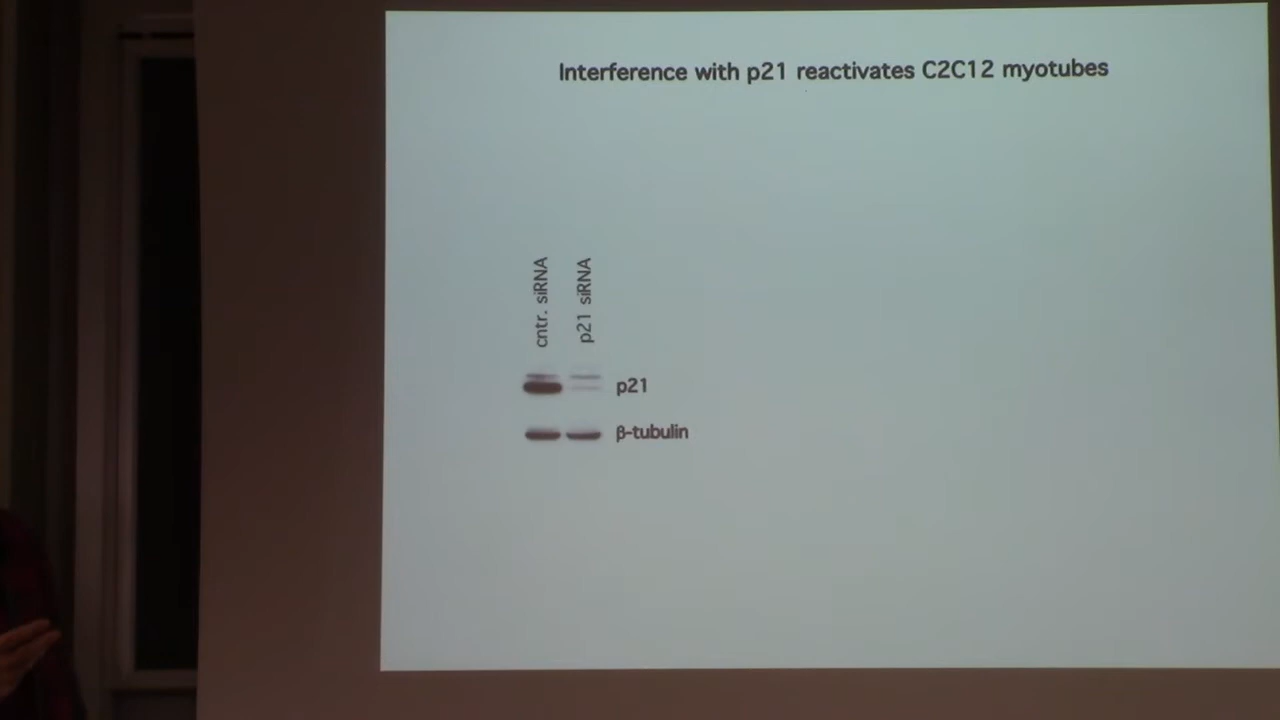 Interference with p21 reactivates C2C12 myotubes
cntr. siRNA
p21 siRNA
p21
β-tubulin